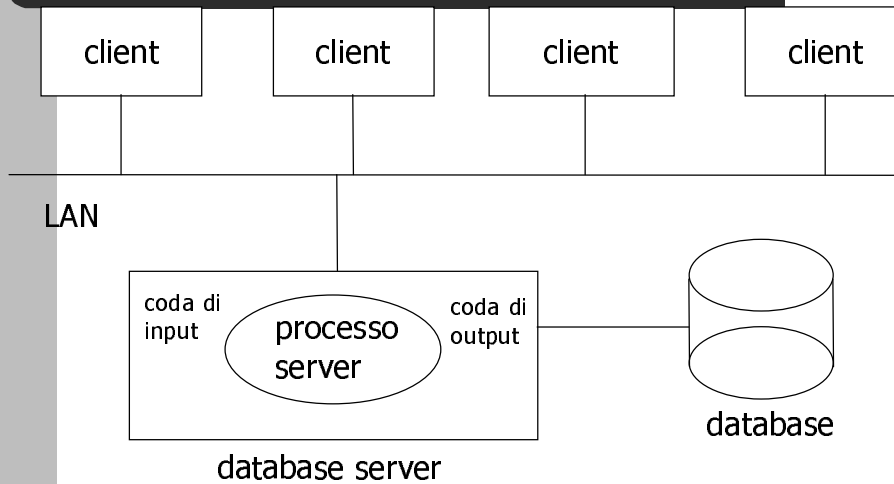 client
client
client
client
LAN
coda di
input
processo
server
coda di
output
database
database server